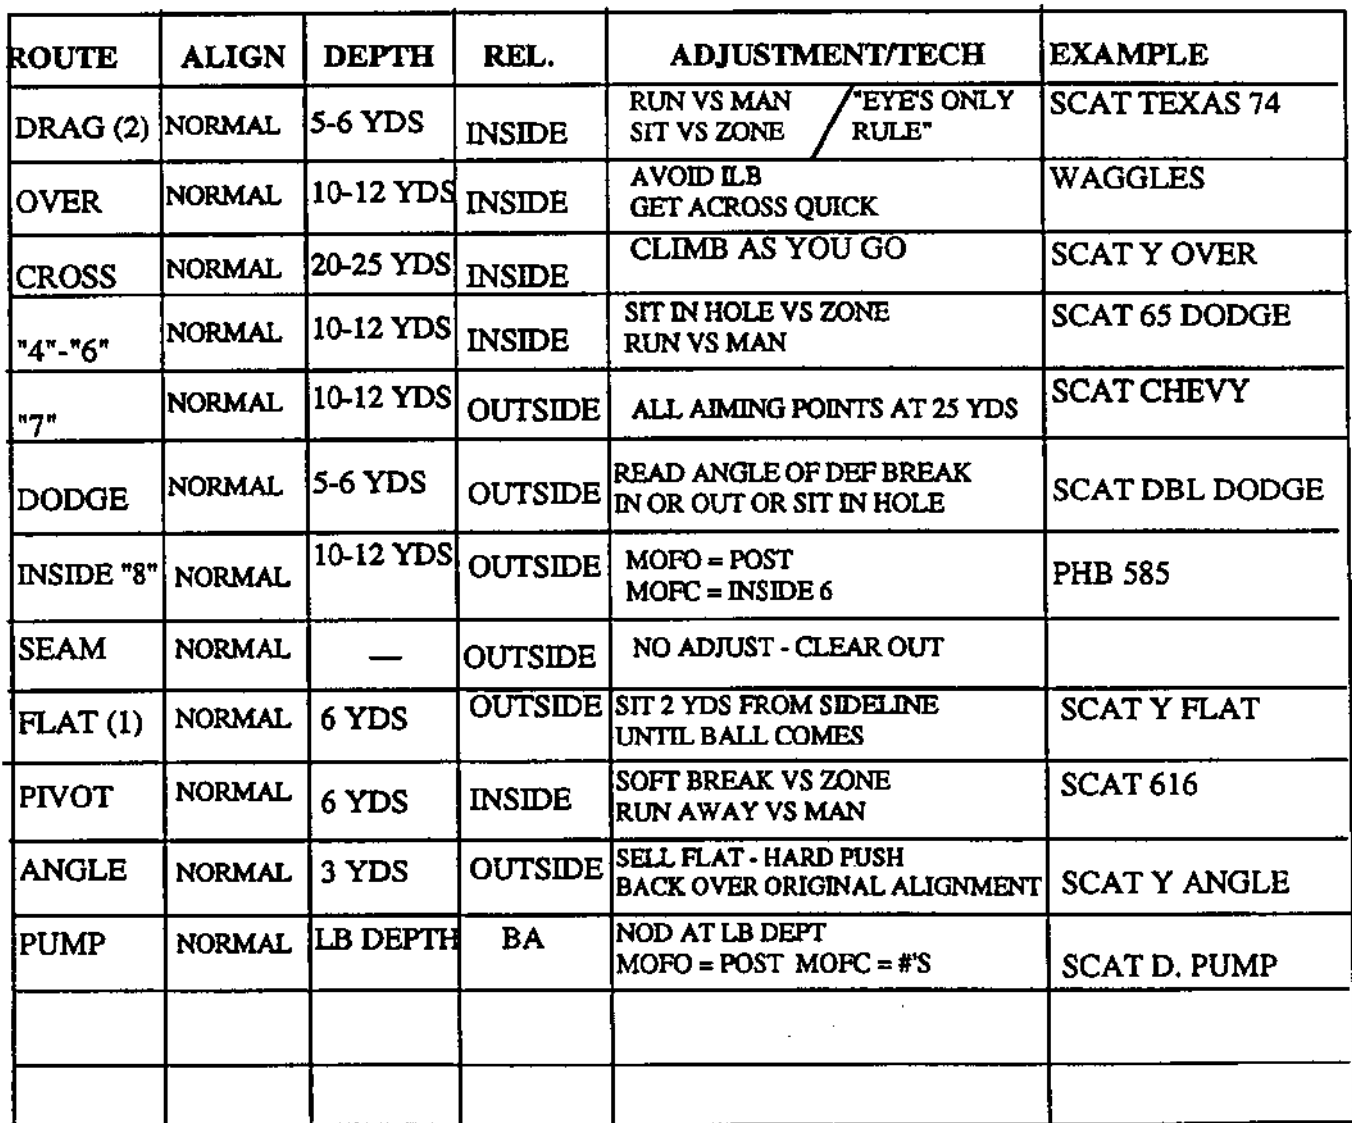 ROUTE ALIGN DEPTH REL. ADJUSTMENT/TECH EXAMPLE
DRAG (2) NORMAL 5-6 YDS INSIDE RUN VS MAN / "EYE'S ONLY SCAT TEXAS 74
SIT VS ZONE RULE"
OVER NORMAL 10-12 YDS INSIDE AVOID ILB WAGGLES
GET ACROSS QUICK
CROSS NORMAL 20-25 YDS INSIDE CLIMB AS YOU GO SCAT Y OVER
"4"-"6" NORMAL 10-12 YDS INSIDE SIT IN HOLE VS ZONE SCAT 65 DODGE
RUN VS MAN
"7" NORMAL 10-12 YDS OUTSIDE ALL AIMING POINTS AT 25 YDS SCAT CHEVY
DODGE NORMAL 5-6 YDS OUTSIDE READ ANGLE OF DEF BREAK SCAT DBL DODGE
IN OR OUT OR SIT IN HOLE
INSIDE "8" NORMAL 10-12 YDS OUTSIDE MOFO = POST PHB 585
MOFC = INSIDE 6
SEAM NORMAL — OUTSIDE NO ADJUST - CLEAR OUT
FLAT (1) NORMAL 6 YDS OUTSIDE SIT 2 YDS FROM SIDELINE SCAT Y FLAT
UNTIL BALL COMES
PIVOT NORMAL 6 YDS INSIDE SOFT BREAK VS ZONE SCAT 616
RUN AWAY VS MAN
ANGLE NORMAL 3 YDS OUTSIDE SELL FLAT - HARD PUSH SCAT Y ANGLE
BACK OVER ORIGINAL ALIGNMENT
PUMP NORMAL LB DEPTH BA NOD AT LB DEPT SCAT D. PUMP
MOFO = POST MOFC = #'S